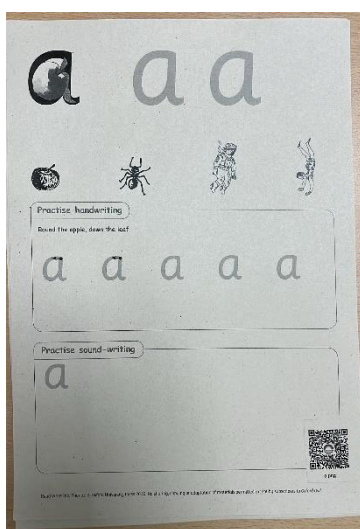 a a a
Practise handwriting
Round the apple, down the leaf
a a a a a
Practise sound-writing
a